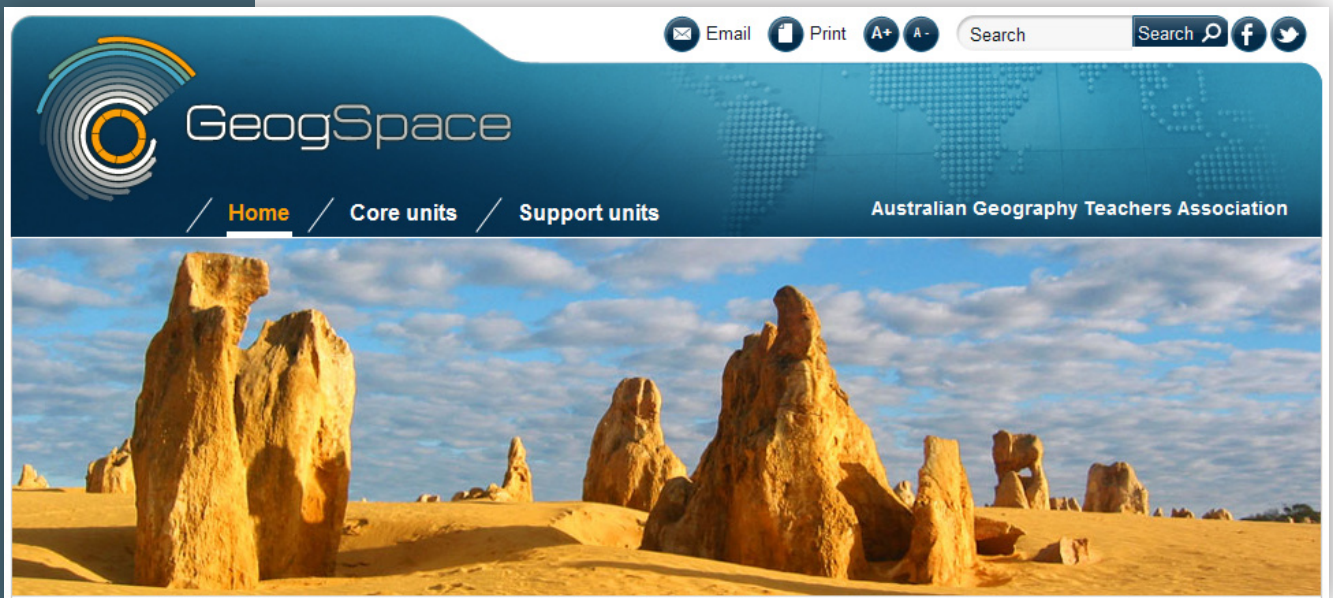 Email Print A+ A- Search Search
GeogSpace
Home Core units Support units
Australian Geography Teachers Association